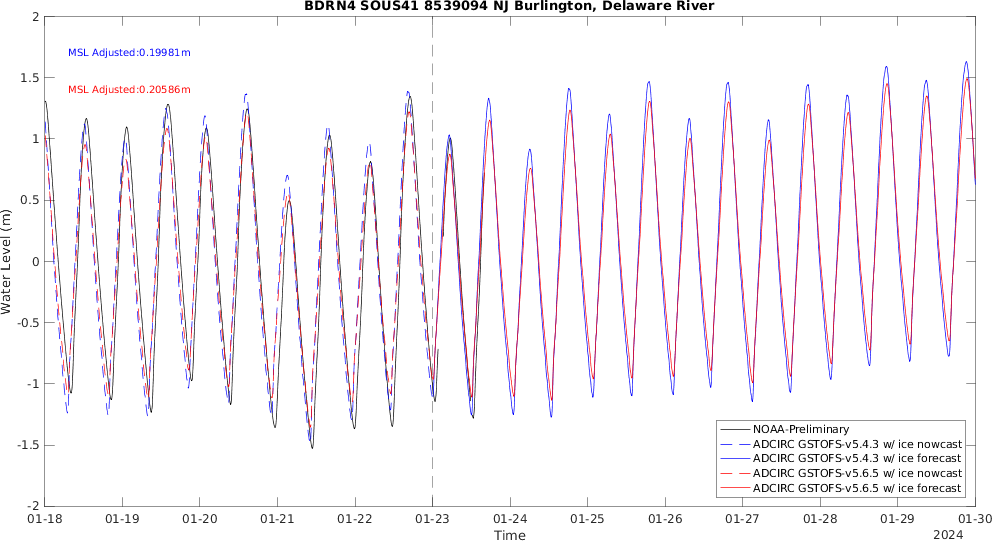 BDRN4 SOUS41 8539094 NJ Burlington, Delaware River
2
1.5
1
0.5
0
-0.5
-1
-1.5
-2
Water Level (m)
MSL Adjusted:0.19981m
MSL Adjusted:0.20586m
NOAA-Preliminary
ADCIRC GSTOFS-v5.4.3 w/ ice nowcast
ADCIRC GSTOFS-v5.4.3 w/ ice forecast
ADCIRC GSTOFS-v5.6.5 w/ ice nowcast
ADCIRC GSTOFS-v5.6.5 w/ ice forecast
01-18 01-19 01-20 01-21 01-22 01-23 01-24 01-25 01-26 01-27 01-28 01-29 01-30
Time
2024